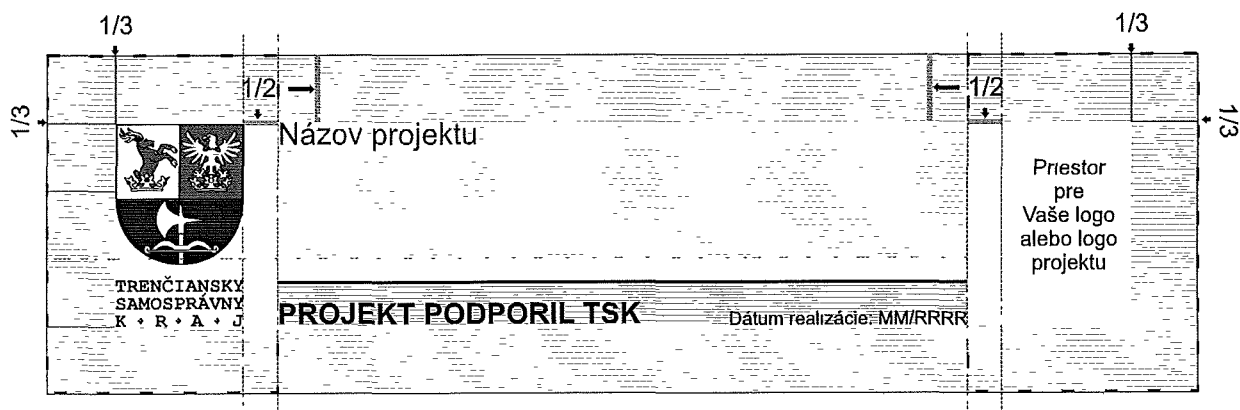 1/3
1/3
1/2
1/2
1/3
1/3
Názov projektu
Priestor
pre
Vaše logo
alebo logo
projektu
TRENČIANSKY
SAMOSPRÁVNY
K • R • A • J
PROJEKT PODPORIL TSK
Dátum realizácie: MM/RRRR